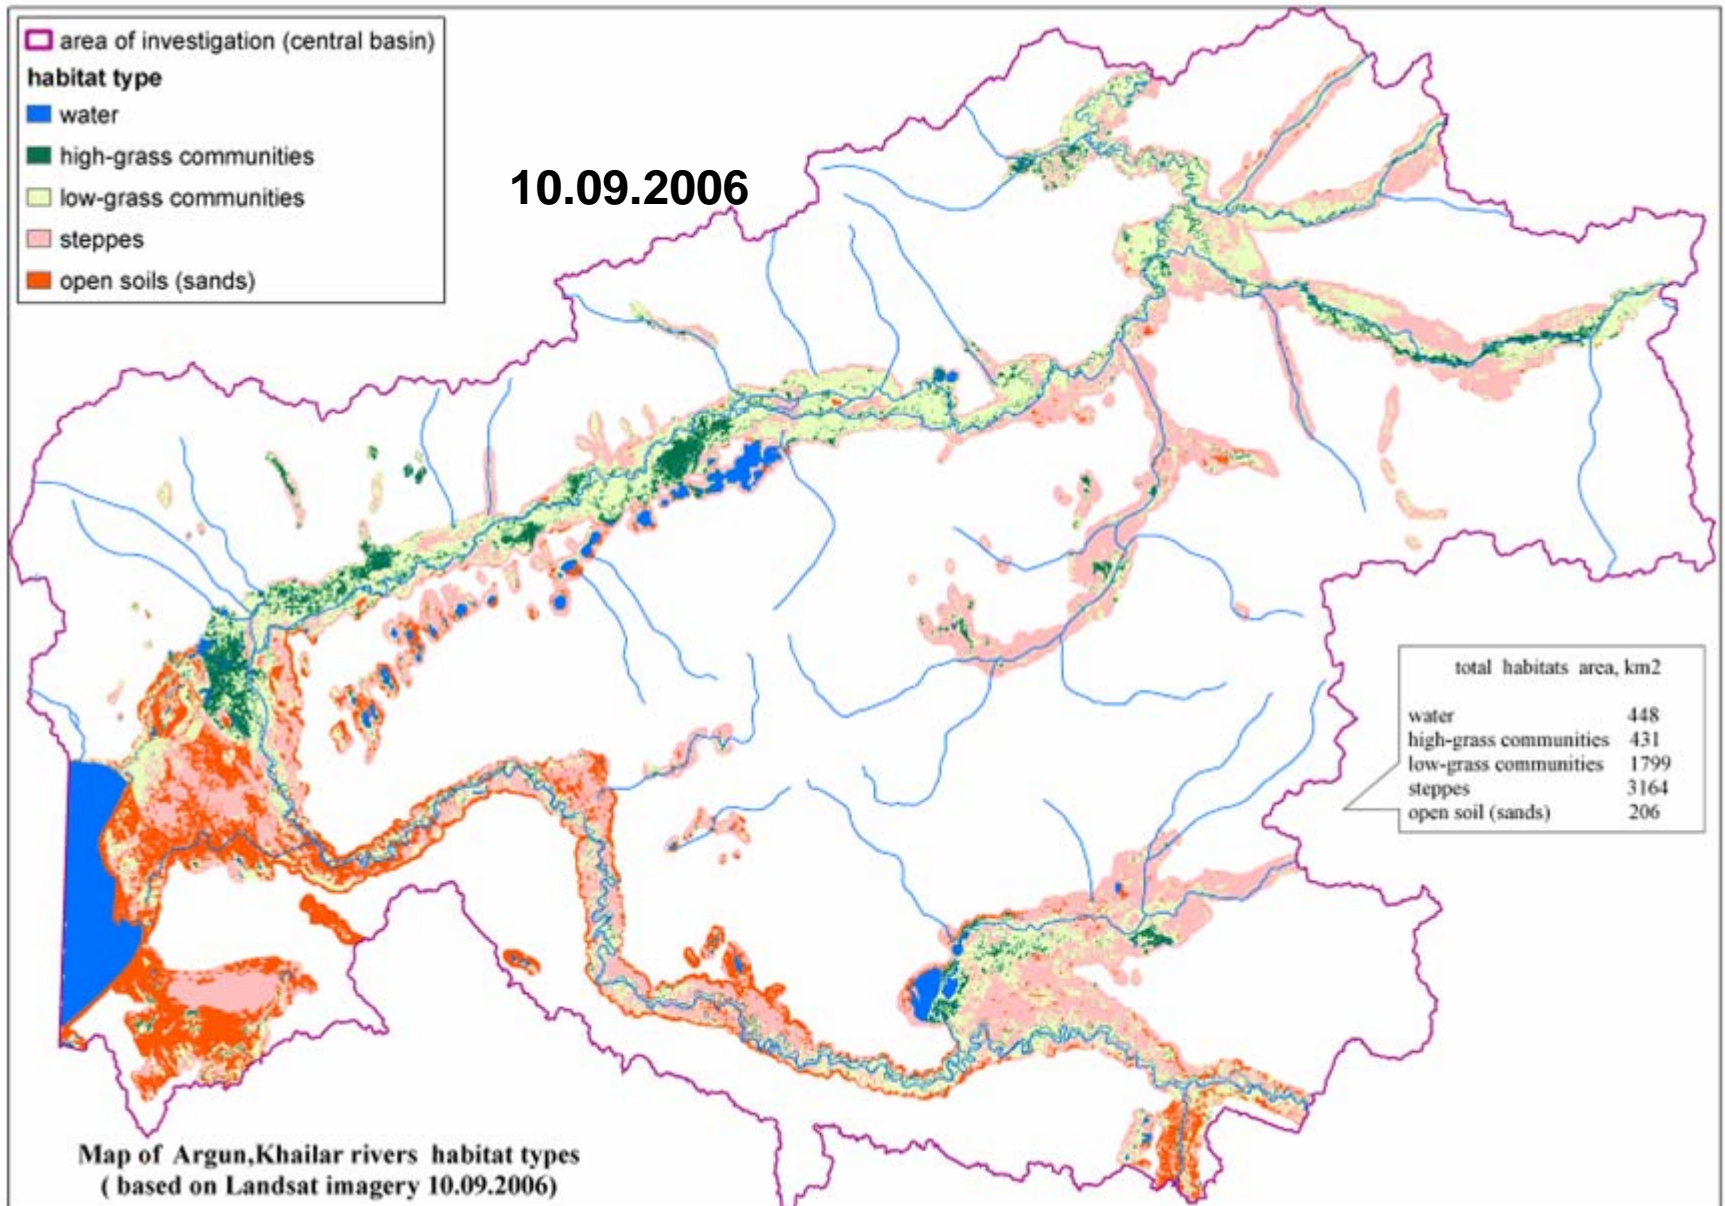 area of investigation (central basin)
habitat type
water
high-grass communities
low-grass communities
steppes
open soils (sands)
10.09.2006
total habitats area, km2
water 448
high-grass communities 431
low-grass communities 1799
steppes 3164
open soil (sands) 206
Map of Argun,Khailar rivers habitat types
( based on Landsat imagery 10.09.2006)